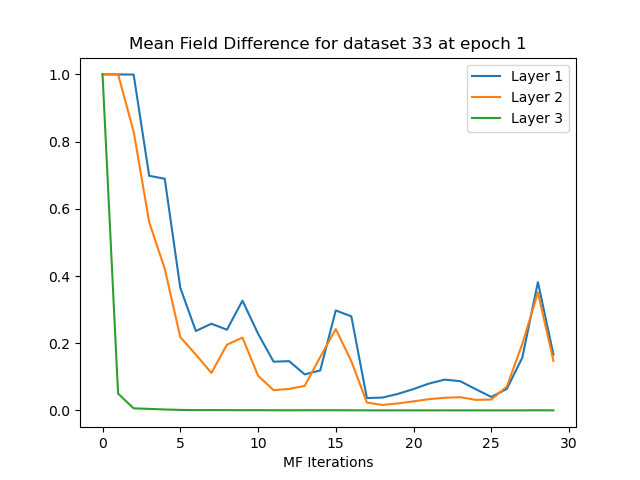 Mean Field Difference for dataset 33 at epoch 1
Layer 1
Layer 2
Layer 3
1.0
0.8
0.6
0.4
0.2
0.0
0 5 10 15 20 25 30
MF Iterations